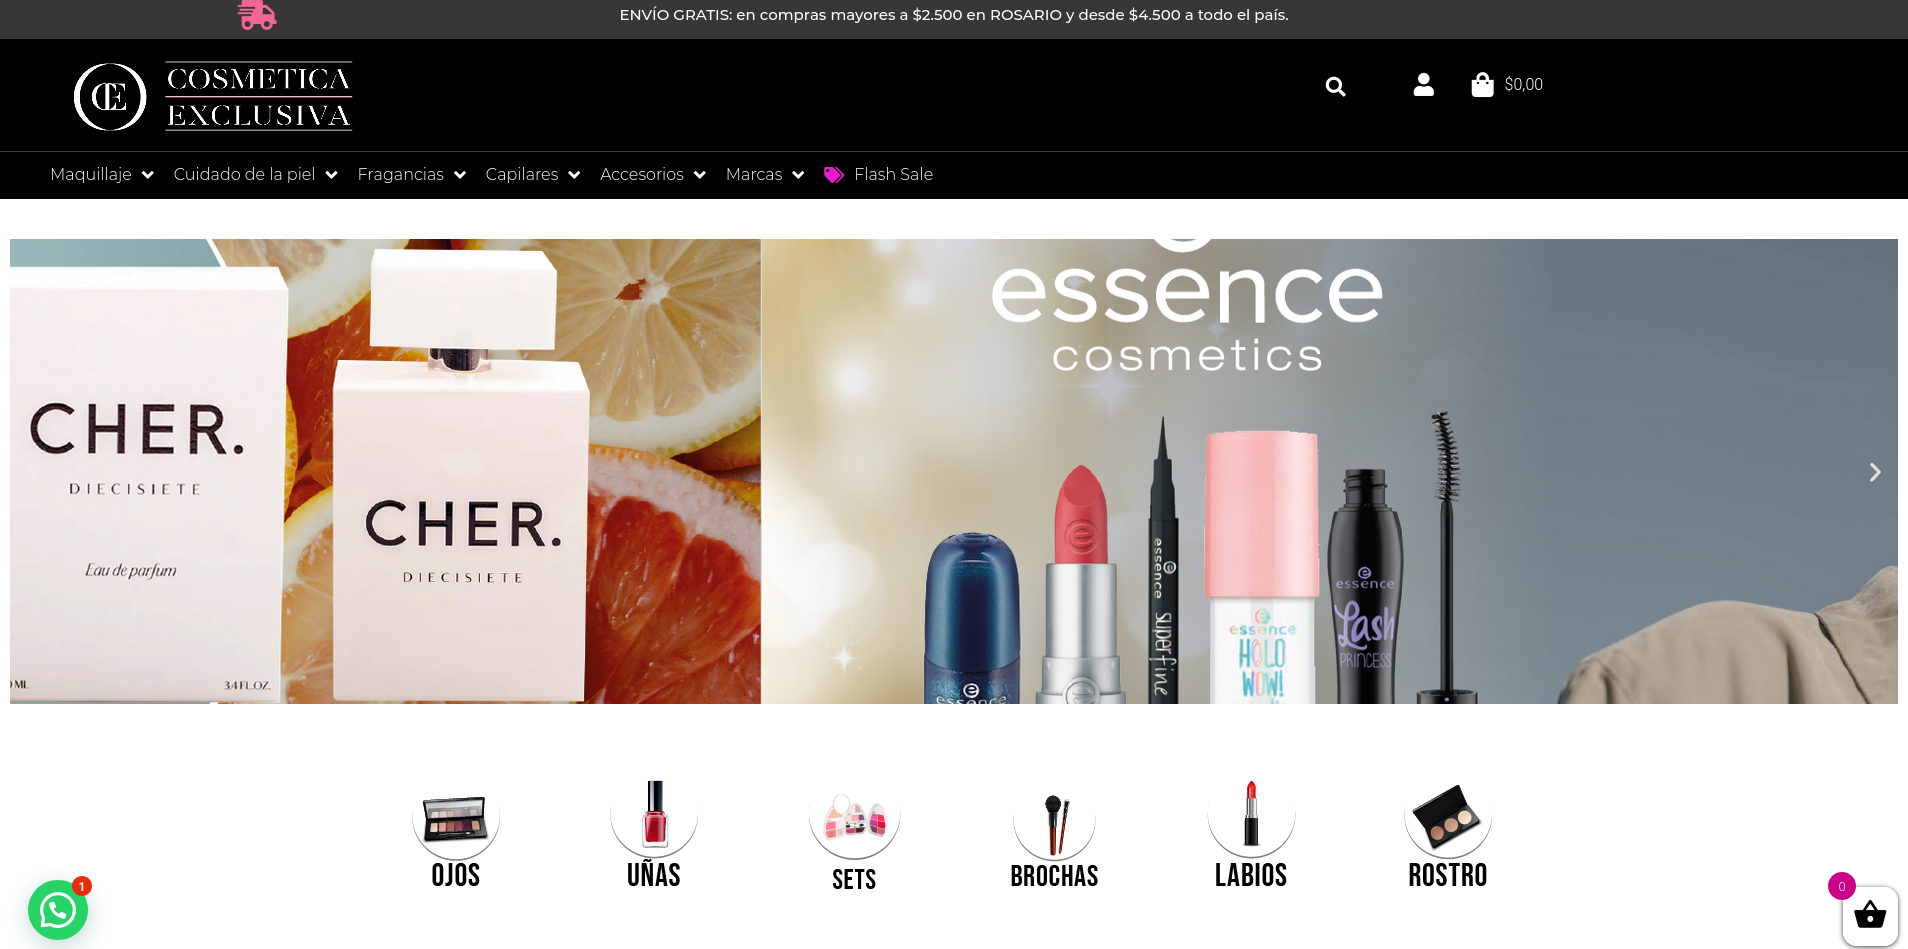 ENVÍO GRATIS: en compras mayores a $2.500 en ROSARIO y desde $4.500 a todo el país.
CE COSMETICA
EXCLUSIVA
$0,00
Maquillaje Cuidado de la piel Fragancias Capilares Accesorios Marcas Flash Sale
CHER.
DIECISIETE
Eau de parfum
ML 3.4 FL.OZ.
CHER.
DIECISIETE
essence
cosmetics
essence
essence
superfine
essence
HOLO
WOW!
essence
Lash
PRINCESS
OJOS
UÑAS
SETS
BROCHAS
LABIOS
ROSTRO
1
0